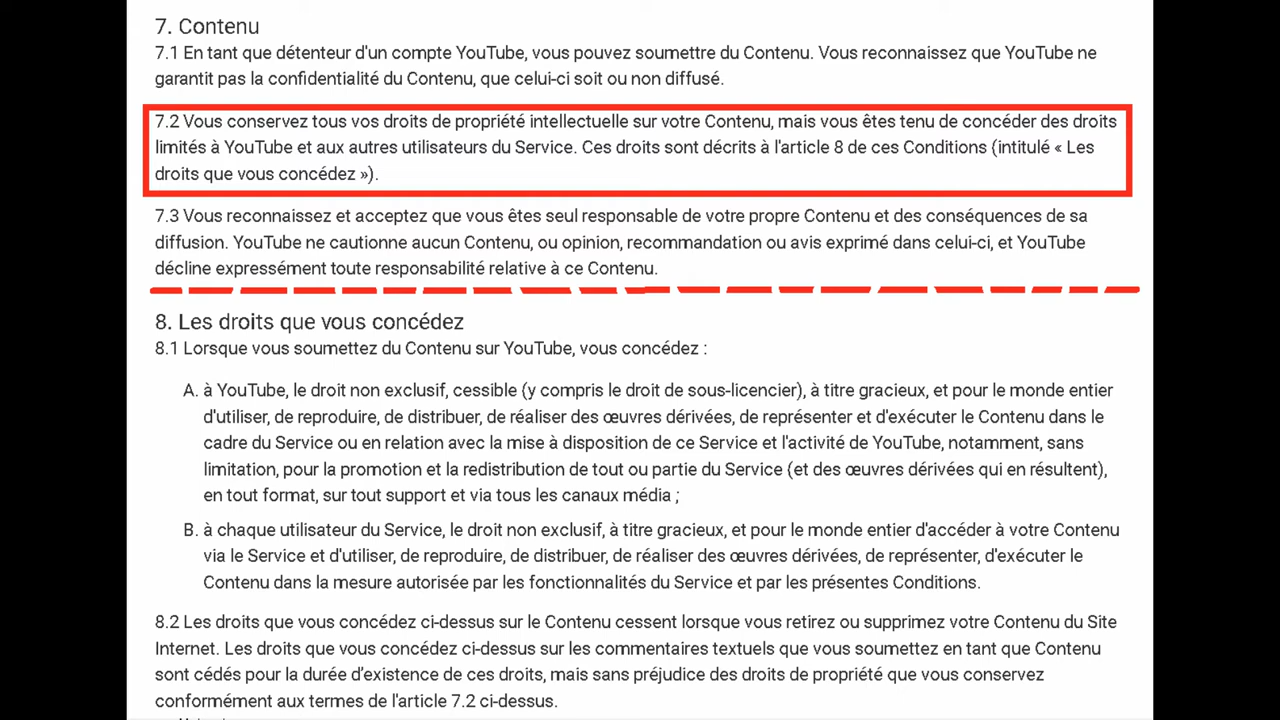 7. Contenu
7.1 En tant que détenteur d'un compte YouTube, vous pouvez soumettre du Contenu. Vous reconnaissez que YouTube ne
garantit pas la confidentialité du Contenu, que celui-ci soit ou non diffusé.
7.2 Vous conservez tous vos droits de propriété intellectuelle sur votre Contenu, mais vous êtes tenu de concéder des droits
limités à YouTube et aux autres utilisateurs du Service. Ces droits sont décrits à l'article 8 de ces Conditions (intitulé « Les
droits que vous concédez »).
7.3 Vous reconnaissez et acceptez que vous êtes seul responsable de votre propre Contenu et des conséquences de sa
diffusion. YouTube ne cautionne aucun Contenu, ou opinion, recommandation ou avis exprimé dans celui-ci, et YouTube
décline expressément toute responsabilité relative à ce Contenu.
8. Les droits que vous concédez
8.1 Lorsque vous soumettez du Contenu sur YouTube, vous concédez :
A. à YouTube, le droit non exclusif, cessible (y compris le droit de sous-licencier), à titre gracieux, et pour le monde entier
d'utiliser, de reproduire, de distribuer, de réaliser des œuvres dérivées, de représenter et d'exécuter le Contenu dans le
cadre du Service ou en relation avec la mise à disposition de ce Service et l'activité de YouTube, notamment, sans
limitation, pour la promotion et la redistribution de tout ou partie du Service (et des œuvres dérivées qui en résultent),
en tout format, sur tout support et via tous les canaux média ;
B. à chaque utilisateur du Service, le droit non exclusif, à titre gracieux, et pour le monde entier d'accéder à votre Contenu
via le Service et d'utiliser, de reproduire, de distribuer, de réaliser des œuvres dérivées, de représenter, d'exécuter le
Contenu dans la mesure autorisée par les fonctionnalités du Service et par les présentes Conditions.
8.2 Les droits que vous concédez ci-dessus sur le Contenu cessent lorsque vous retirez ou supprimez votre Contenu du Site
Internet. Les droits que vous concédez ci-dessus sur les commentaires textuels que vous soumettez en tant que Contenu
sont cédés pour la durée d'existence de ces droits, mais sans préjudice des droits de propriété que vous conservez
conformément aux termes de l'article 7.2 ci-dessus.